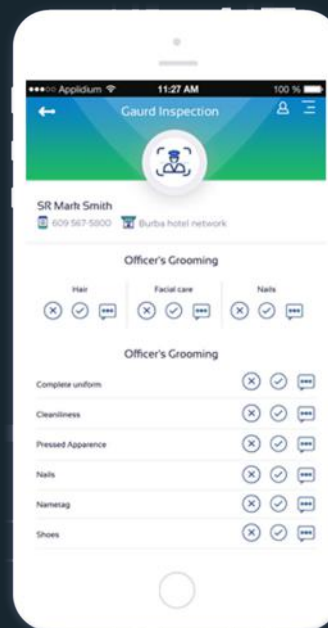 Applidium 11:27 AM 100 %
Gaurd Inspection
SR Mark Smith
609 567-5800 Burba hotel network
Officer's Grooming
Hair Facial care Nails
Officer's Grooming
Complete uniform
Cleanliness
Pressed Apparence
Nails
Nametag
Shoes